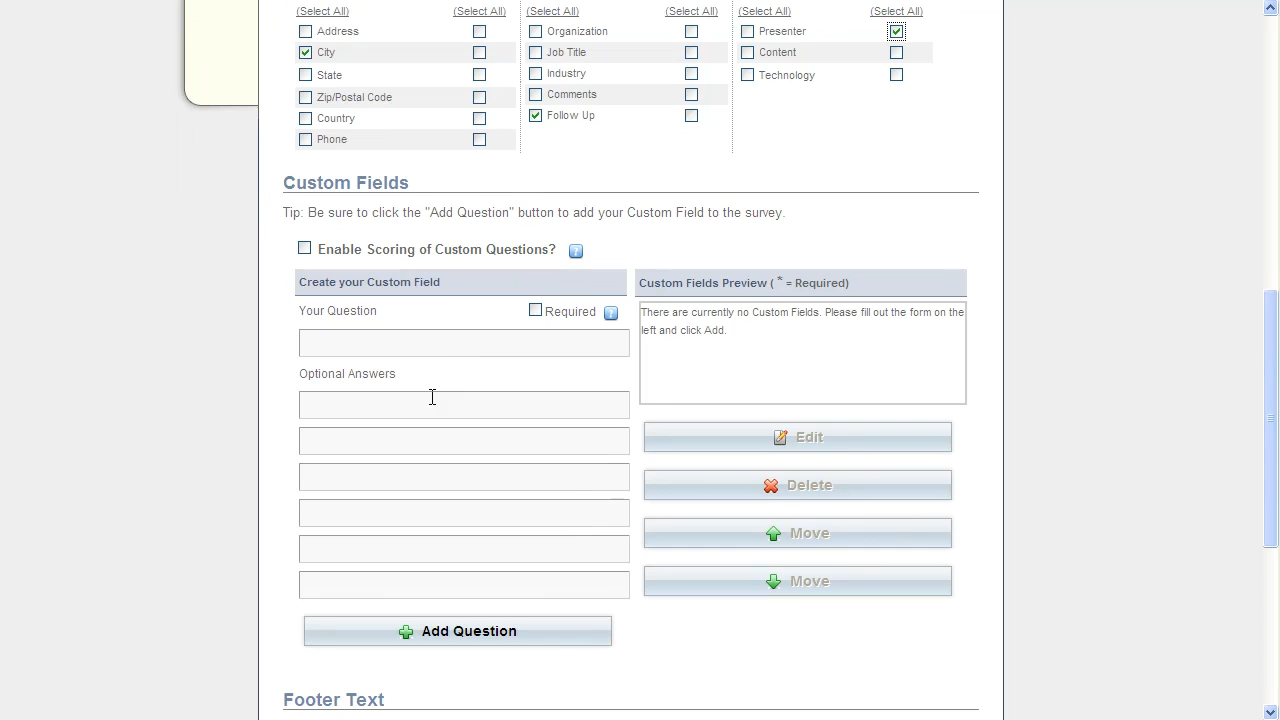 (Select All) (Select All) (Select All) (Select All) (Select All) (Select All)
Address Organization Presenter
City Job Title Content
State Industry Technology
Zip/Postal Code Comments
Country Follow Up
Phone
Custom Fields
Tip: Be sure to click the "Add Question" button to add your Custom Field to the survey.
Enable Scoring of Custom Questions?
Create your Custom Field
Custom Fields Preview ( * = Required)
Your Question Required
There are currently no Custom Fields. Please fill out the form on the
left and click Add.
Optional Answers
Edit
Delete
Move
Move
Add Question
Footer Text